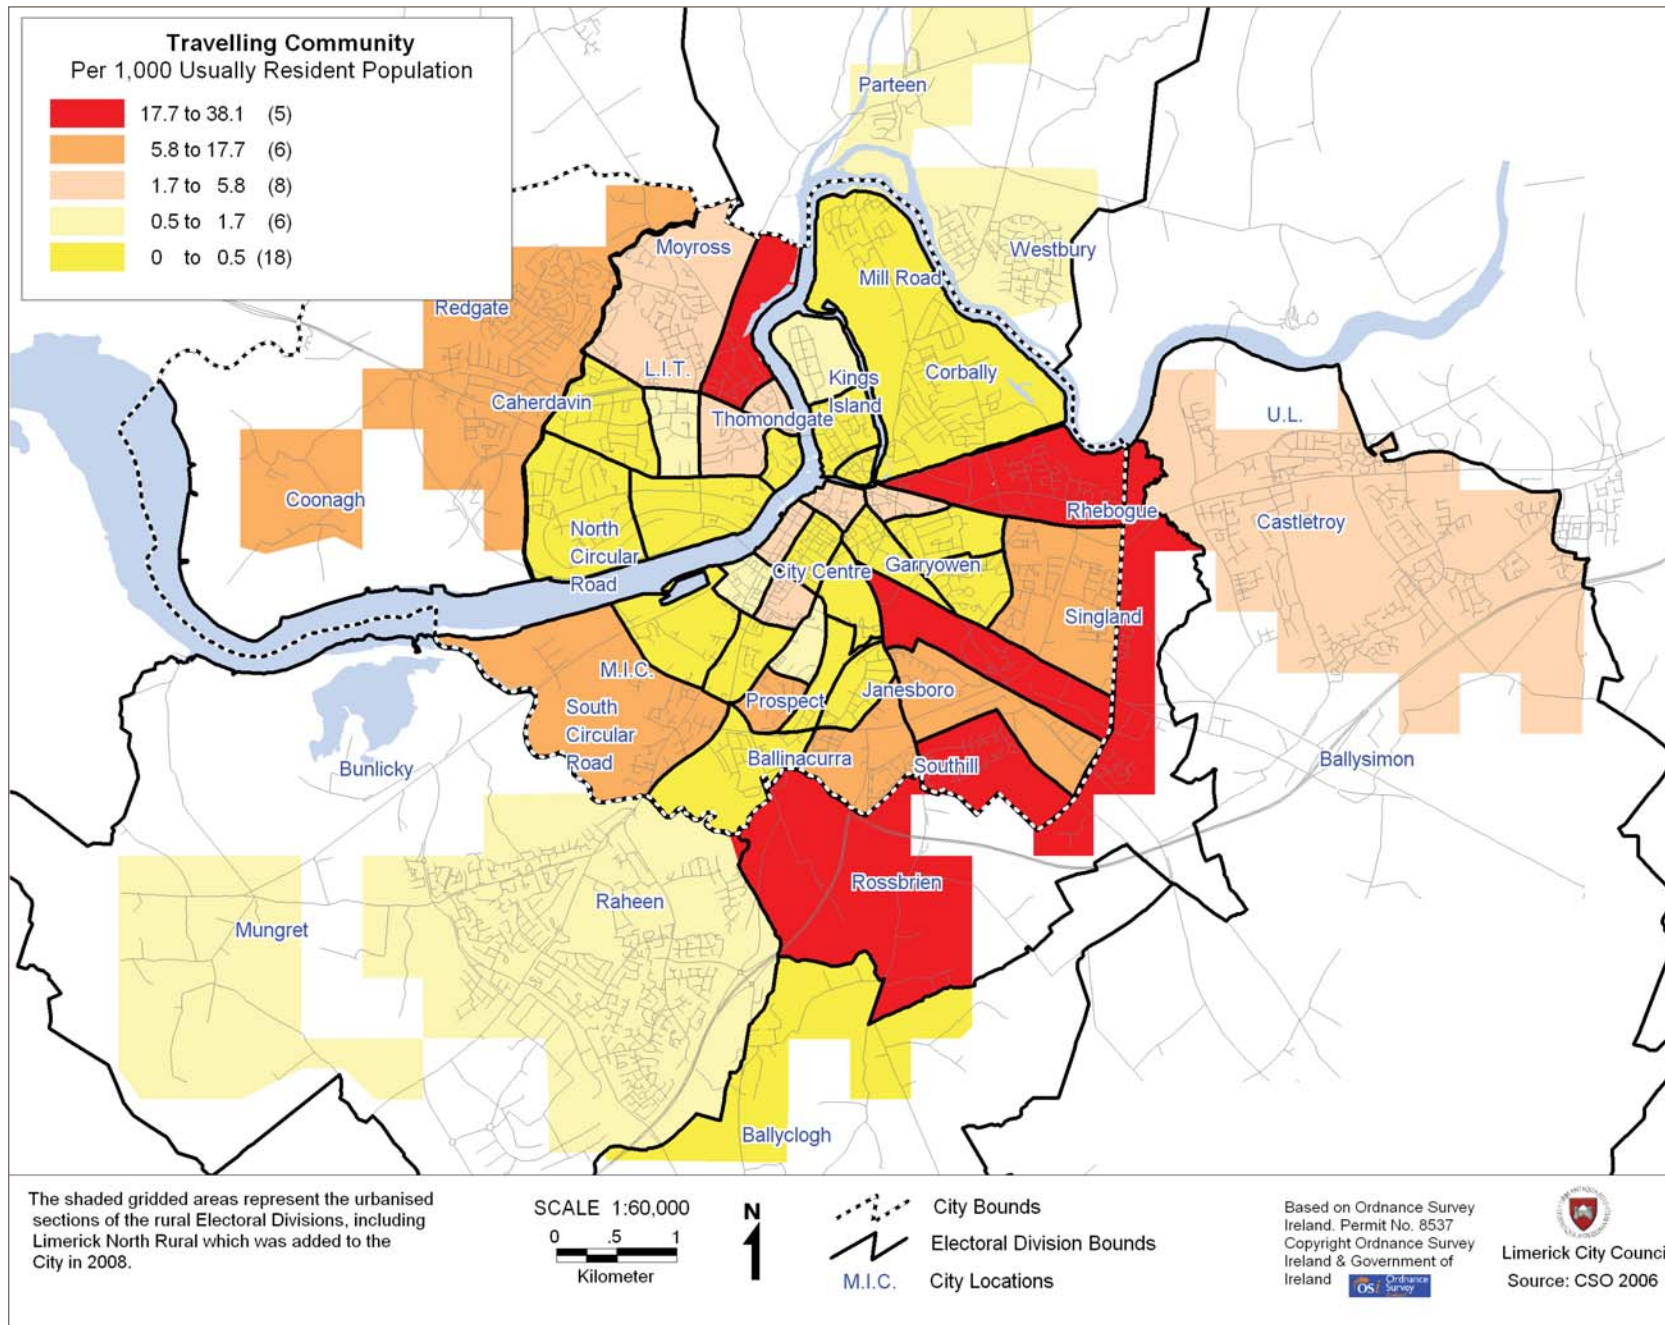 Travelling Community
Per 1,000 Usually Resident Population
17.7 to 38.1 (5)
5.8 to 17.7 (6)
1.7 to 5.8 (8)
0.5 to 1.7 (6)
0 to 0.5 (18)
Parteen
Moyross
Westbury
Mill Road
Redgate
L.I.T.
Kings
Island
Corbally
Caherdavin
Thomondgate
U.L.
Coonagh
Rhebogue
Castletroy
North
Circular
Road
City Centre
Garryowen
Singland
M.I.C.
Prospect
Janesboro
South
Circular
Road
Ballinacurra
Southill
Bunlicky
Ballysimon
Rossbrien
Raheen
Mungret
Ballyclogh
The shaded gridded areas represent the urbanised
sections of the rural Electoral Divisions, including
Limerick North Rural which was added to the
City in 2008.
SCALE 1:60,000
0 .5 1
Kilometer
N
City Bounds
Electoral Division Bounds
M.I.C. City Locations
Based on Ordnance Survey
Ireland. Permit No. 8537
Copyright Ordnance Survey
Ireland & Government of
Ireland
OSi Ordnance
Survey
Limerick City Counci
Source: CSO 2006